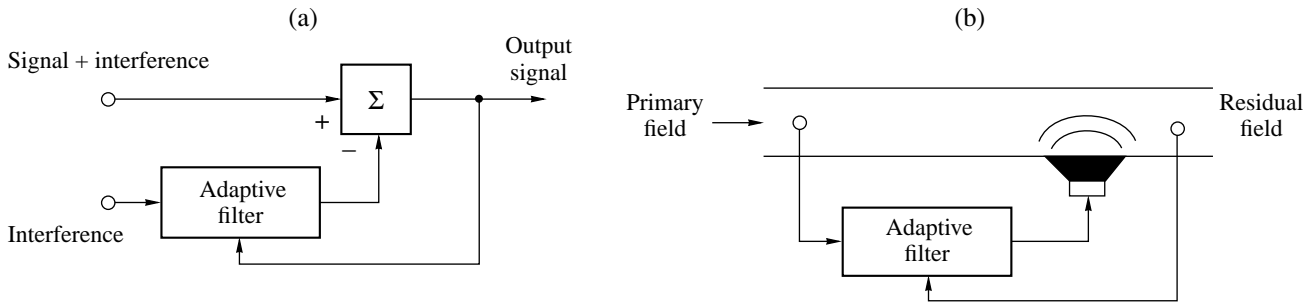 (a)
Signal + interference
Output
signal
Σ
+
−
Adaptive
filter
Interference
(b)
Primary
field
Residual
field
Adaptive
filter